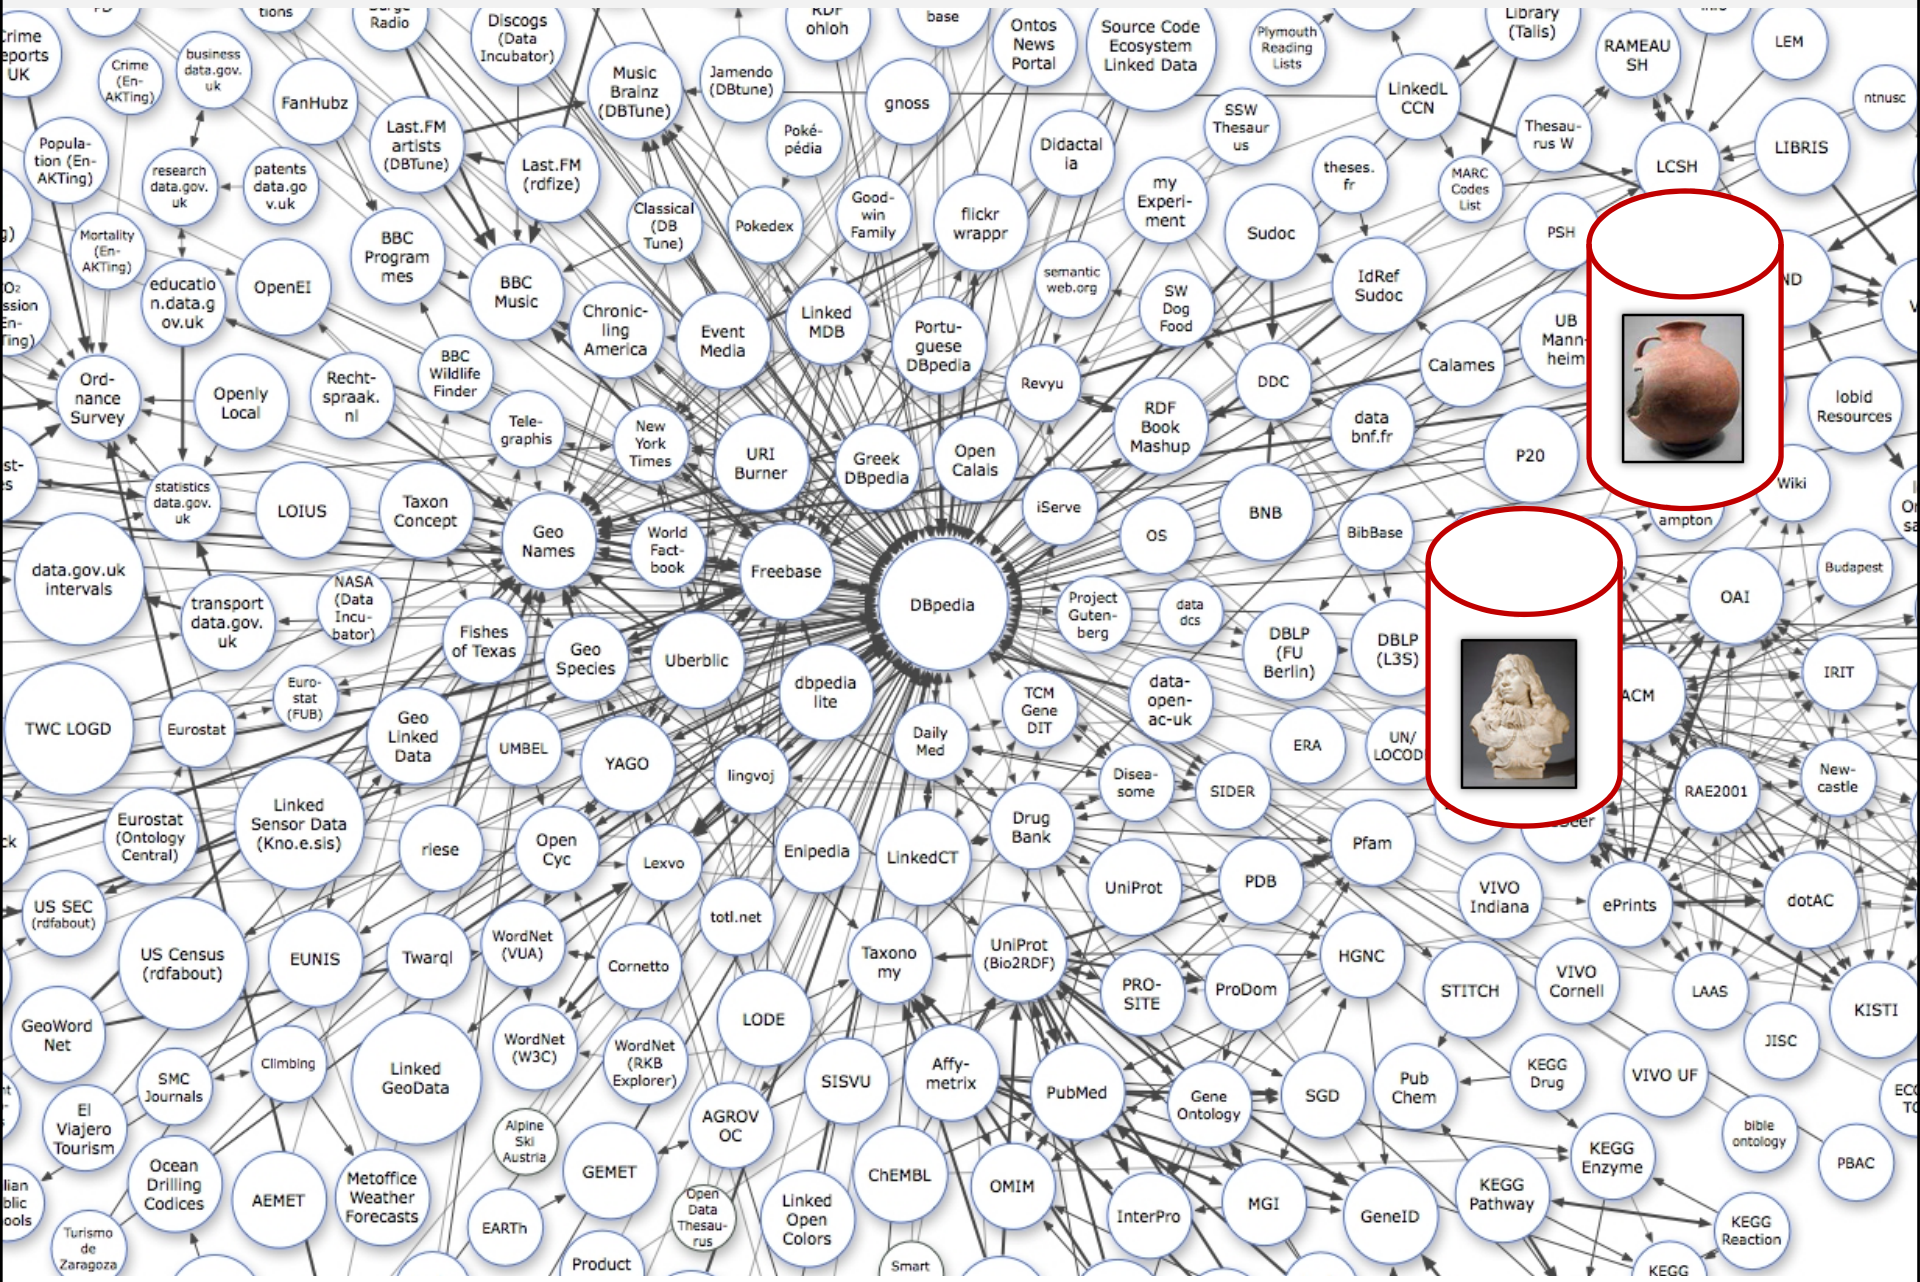 Radio
Discogs
(Data
Incubator)
ohloh
base
Ontos
News
Portal
Source Code
Ecosystem
Linked Data
Plymouth
Reading
Lists
Library
(Talis)
RAMEAU
SH
LEM
UK
Crime
(En-
AKTing)
business
data.gov.
uk
FanHubz
Last.FM
artists
(DBTune)
Music
Brainz
(DBTune)
Jamendo
(DBtune)
gnoss
LinkedL
CCN
SSW
Thesaur
us
Thesau-
rus W
ntnusc
Popula-
tion (En-
AKTing)
research
data.gov.
uk
patents
data.go
v.uk
Last.FM
(rdfize)
Poké-
pédia
Didactal
ia
theses.
fr
MARC
Codes
List
LCSH
LIBRIS
Mortality
(En-
AKTing)
BBC
Program
mes
Classical
(DB
Tune)
Pokedex
Good-
win
Family
flickr
wrappr
my
Experi-
ment
Sudoc
PSH
ND
educatio
n.data.g
ov.uk
OpenEI
BBC
Music
Chronic-
ling
America
Event
Media
Linked
MDB
Portu-
guese
DBpedia
semantic
web.org
SW
Dog
Food
IdRef
Sudoc
UB
Mann-
heim
Ord-
nance
Survey
Openly
Local
Recht-
spraak.
nl
BBC
Wildlife
Finder
Revyu
DDC
Calames
lobid
Resources
Tele-
graphis
New
York
Times
URI
Burner
Greek
DBpedia
Open
Calais
RDF
Book
Mashup
data
bnf.fr
P20
Wiki
statistics
data.gov.
uk
LOIUS
Taxon
Concept
Geo
Names
World
Fact-
book
Freebase
iServe
OS
BNB
BibBase
ampton
data.gov.uk
intervals
transport
data.gov.
uk
NASA
(Data
Incu-
bator)
Fishes
of Texas
Geo
Species
Uberblic
DBpedia
Project
Guten-
berg
data
dcs
DBLP
(FU
Berlin)
DBLP
(L3S)
OAI
Budapest
TWC LOGD
Eurostat
Euro-
stat
(FUB)
Geo
Linked
Data
UMBEL
YAGO
dbpedia
lite
lingvoj
Daily
Med
TCM
Gene
DIT
data-
open-
ac-uk
ERA
UN/
LOCOD
ACM
IRIT
Eurostat
(Ontology
Central)
Linked
Sensor Data
(Kno.e.sis)
riese
Open
Cyc
Lexvo
Enipedia
LinkedCT
Drug
Bank
Disea-
some
SIDER
Pfam
RAE2001
New-
castle
US SEC
(rdfabout)
US Census
(rdfabout)
EUNIS
Twarql
WordNet
(VUA)
Cornetto
totl.net
Taxono
my
UniProt
(Bio2RDF)
UniProt
PDB
VIVO
Indiana
ePrints
dotAC
GeoWord
Net
SMC
Journals
Climbing
Linked
GeoData
WordNet
(W3C)
WordNet
(RKB
Explorer)
LODE
SISVU
Affy-
metrix
PubMed
PRO-
SITE
ProDom
HGNC
STITCH
VIVO
Cornell
LAAS
JISC
KISTI
El
Viajero
Tourism
Ocean
Drilling
Codices
AEMET
Metoffice
Weather
Forecasts
Alpine
Ski
Austria
EARTh
GEMET
AGROV
OC
Open
Data
Thesau-
rus
Linked
Open
Colors
ChEMBL
OMIM
Gene
Ontology
SGD
Pub
Chem
KEGG
Drug
VIVO UF
bible
ontology
PBAC
Turismo
de
Zaragoza
Product
Smart
InterPro
MGI
GeneID
KEGG
Pathway
KEGG
Enzyme
KEGG
Reaction
KEGG